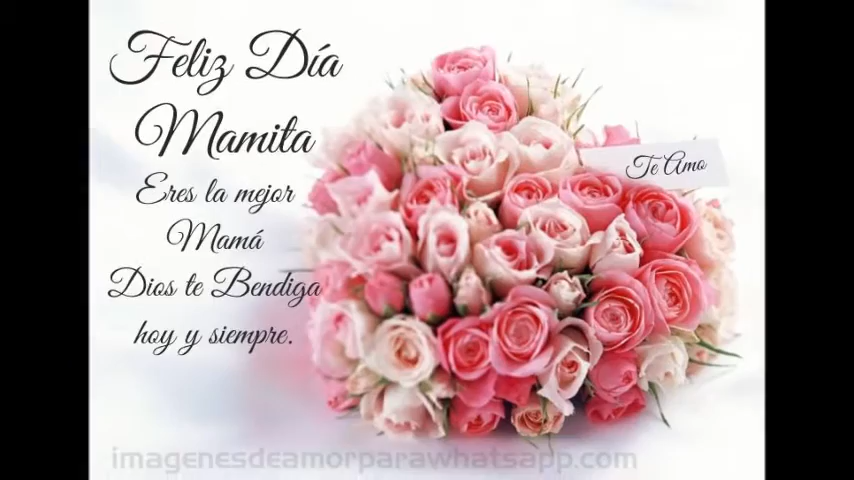 Feliz Día
Mamita
Eres la mejor
Mamá
Dios te Bendiga
hoy y siempre.
Te Amo
imagenesdeamorparawhatsapp.com